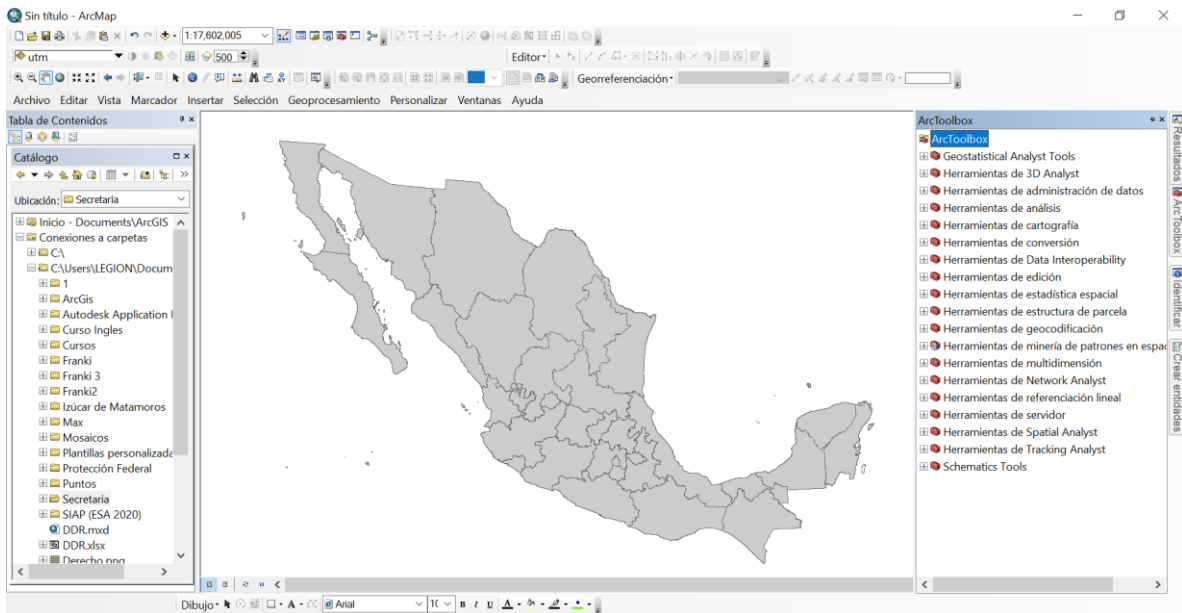 Sin título - ArcMap
1:17,602,005
utm
500
Editor
Georreferenciación
Archivo Editar Vista Marcador Insertar Selección Geoprocesamiento Personalizar Ventanas Ayuda
Tabla de Contenidos
Catálogo
Ubicación: Secretaria
Inicio - Documents\ArcGIS
Conexiones a carpetas
C:\
C:\Users\LEGION\Docum
1
ArcGis
Autodesk Application
Curso Ingles
Cursos
Franki
Franki 3
Franki2
Izúcar de Matamoros
Max
Mosaicos
Plantillas personalizada
Protección Federal
Puntos
Secretaria
SIAP (ESA 2020)
DDR.mxd
DDR.xlsx
Derecho.png
ArcToolbox
ArcToolbox
Geostatistical Analyst Tools
Herramientas de 3D Analyst
Herramientas de administración de datos
Herramientas de análisis
Herramientas de cartografía
Herramientas de conversión
Herramientas de Data Interoperability
Herramientas de edición
Herramientas de estadística espacial
Herramientas de estructura de parcela
Herramientas de geocodificación
Herramientas de minería de patrones en espac
Herramientas de multidimensión
Herramientas de Network Analyst
Herramientas de referenciación lineal
Herramientas de servidor
Herramientas de Spatial Analyst
Herramientas de Tracking Analyst
Schematics Tools
Resultados
ArcToolbox
Identificar
Crear entidades
Dibujo
A
Arial
1(
B I U A